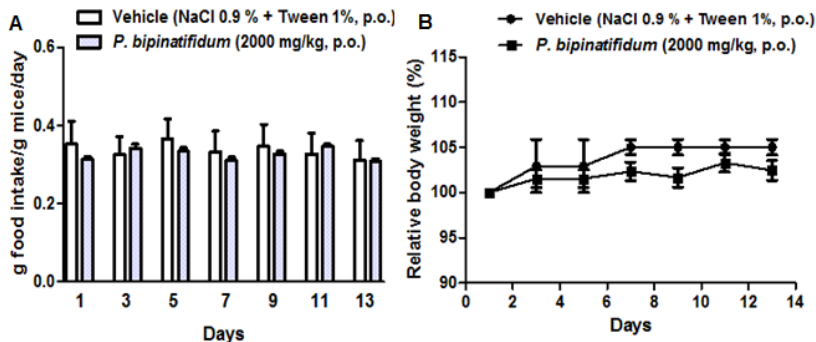 A
Vehicle (NaCl 0.9 % + Tween 1%, p.o.)
P. bipinatifidum (2000 mg/kg, p.o.)
g food intake/g mice/day
0.6
0.4
0.2
0.0
1 3 5 7 9 11 13
Days
B
Vehicle (NaCl 0.9 % + Tween 1%, p.o.)
P. bipinatifidum (2000 mg/kg, p.o.)
Relative body weight (%)
115
110
105
100
95
90
0 2 4 6 8 10 12 14
Days